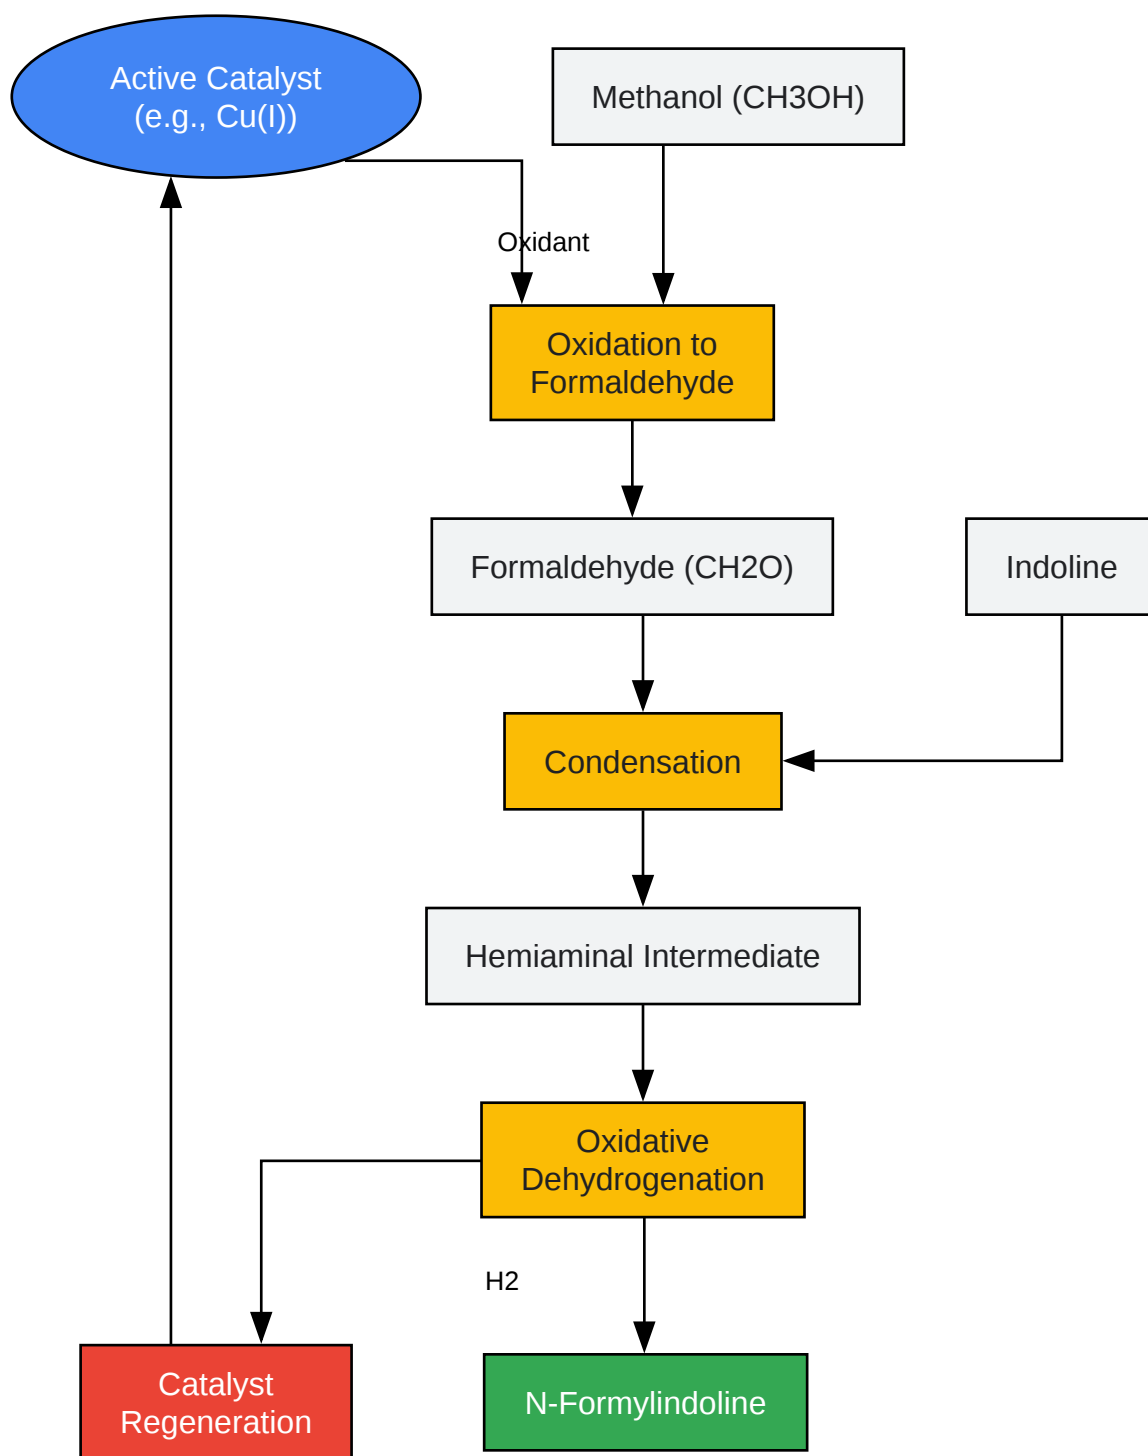 Active Catalyst
(e.g., Cu(I))
Methanol (CH3OH)
Oxidant
Oxidation to
Formaldehyde
Formaldehyde (CH2O)
Indoline
Condensation
Hemiaminal Intermediate
Oxidative
Dehydrogenation
H2
Catalyst
Regeneration
N-Formylindoline